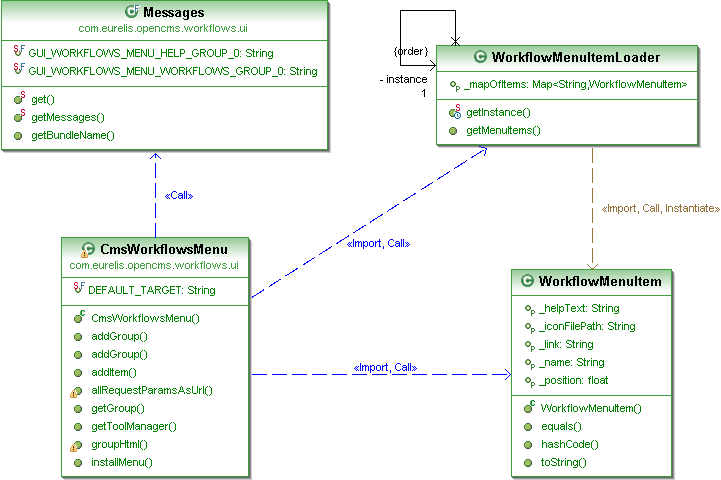 Messages
com.eurelis.opencms.workflows.ui
GUI_WORKFLOWS_MENU_HELP_GROUP_0: String
GUI_WORKFLOWS_MENU_WORKFLOWS_GROUP_0: String
get()
getMessages()
getBundleName()
{order}
- instance
1
WorkflowMenuItemLoader
_mapOfItems: Map<String,WorkflowMenuItem>
getInstance()
getMenuItems()
«Call»
«Import, Call»
«Import, Call, Instantiate»
CmsWorkflowsMenu
com.eurelis.opencms.workflows.ui
DEFAULT_TARGET: String
CmsWorkflowsMenu()
addGroup()
addGroup()
addItem()
allRequestParamsAsUrl()
getGroup()
getToolManager()
groupHtml()
installMenu()
«Import, Call»
WorkflowMenuItem
_helpText: String
_iconFilePath: String
_link: String
_name: String
_position: float
WorkflowMenuItem()
equals()
hashCode()
toString()